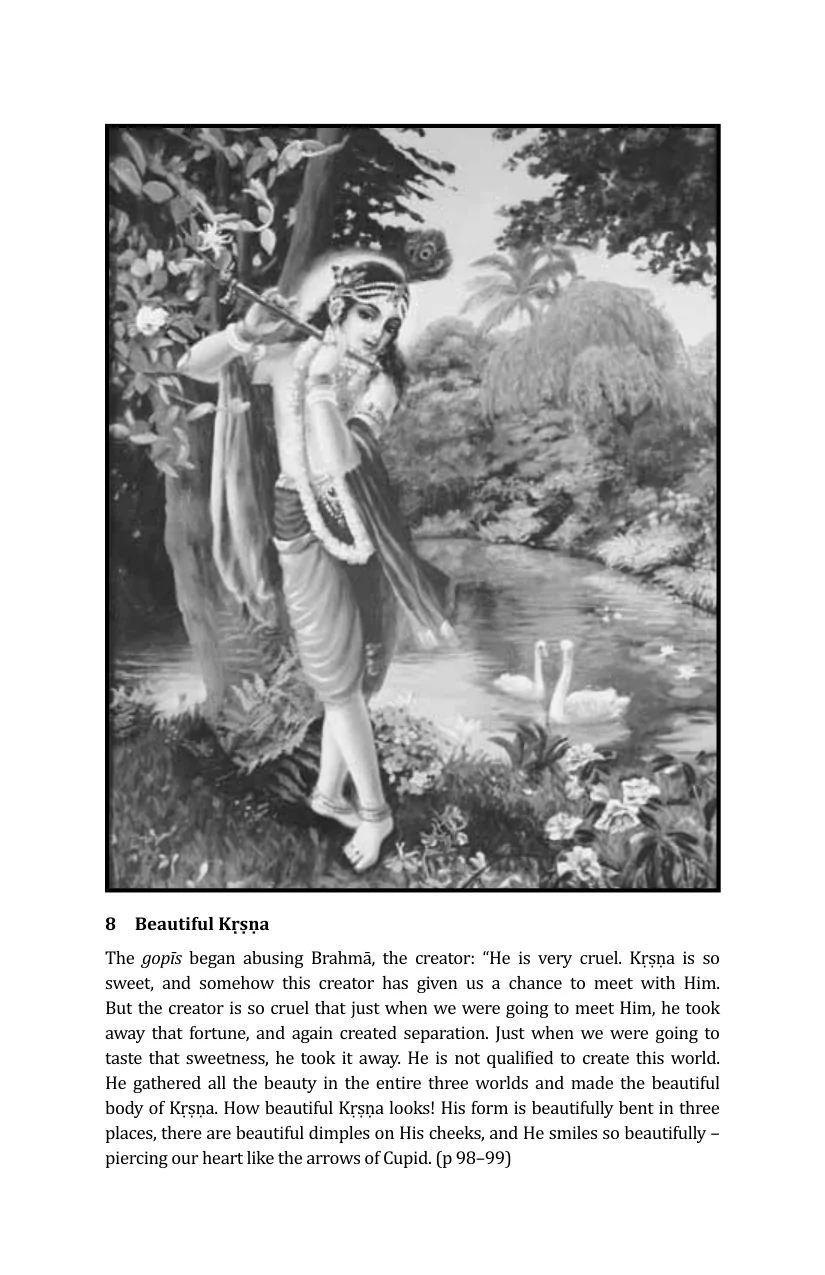 8 Beautiful Kṛṣṇa
The gopīs began abusing Brahmā, the creator: “He is very cruel. Kṛṣṇa is so
sweet, and somehow this creator has given us a chance to meet with Him.
But the creator is so cruel that just when we were going to meet Him, he took
away that fortune, and again created separation. Just when we were going to
taste that sweetness, he took it away. He is not qualified to create this world.
He gathered all the beauty in the entire three worlds and made the beautiful
body of Kṛṣṇa. How beautiful Kṛṣṇa looks! His form is beautifully bent in three
places, there are beautiful dimples on His cheeks, and He smiles so beautifully –
piercing our heart like the arrows of Cupid. (p 98–99)